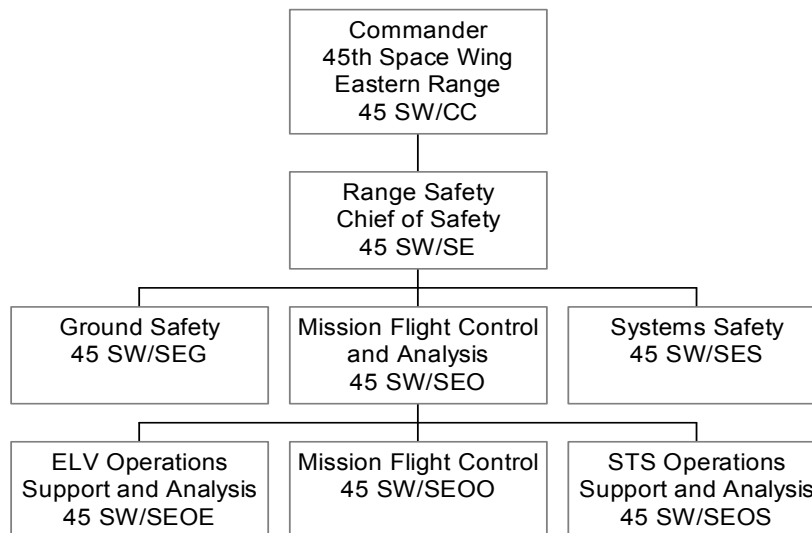 Commander
45th Space Wing
Eastern Range
45 SW/CC
Range Safety
Chief of Safety
45 SW/SE
Ground Safety
45 SW/SEG
Mission Flight Control
and Analysis
45 SW/SEO
Systems Safety
45 SW/SES
ELV Operations
Support and Analysis
45 SW/SEOE
Mission Flight Control
45 SW/SEOO
STS Operations
Support and Analysis
45 SW/SEOS